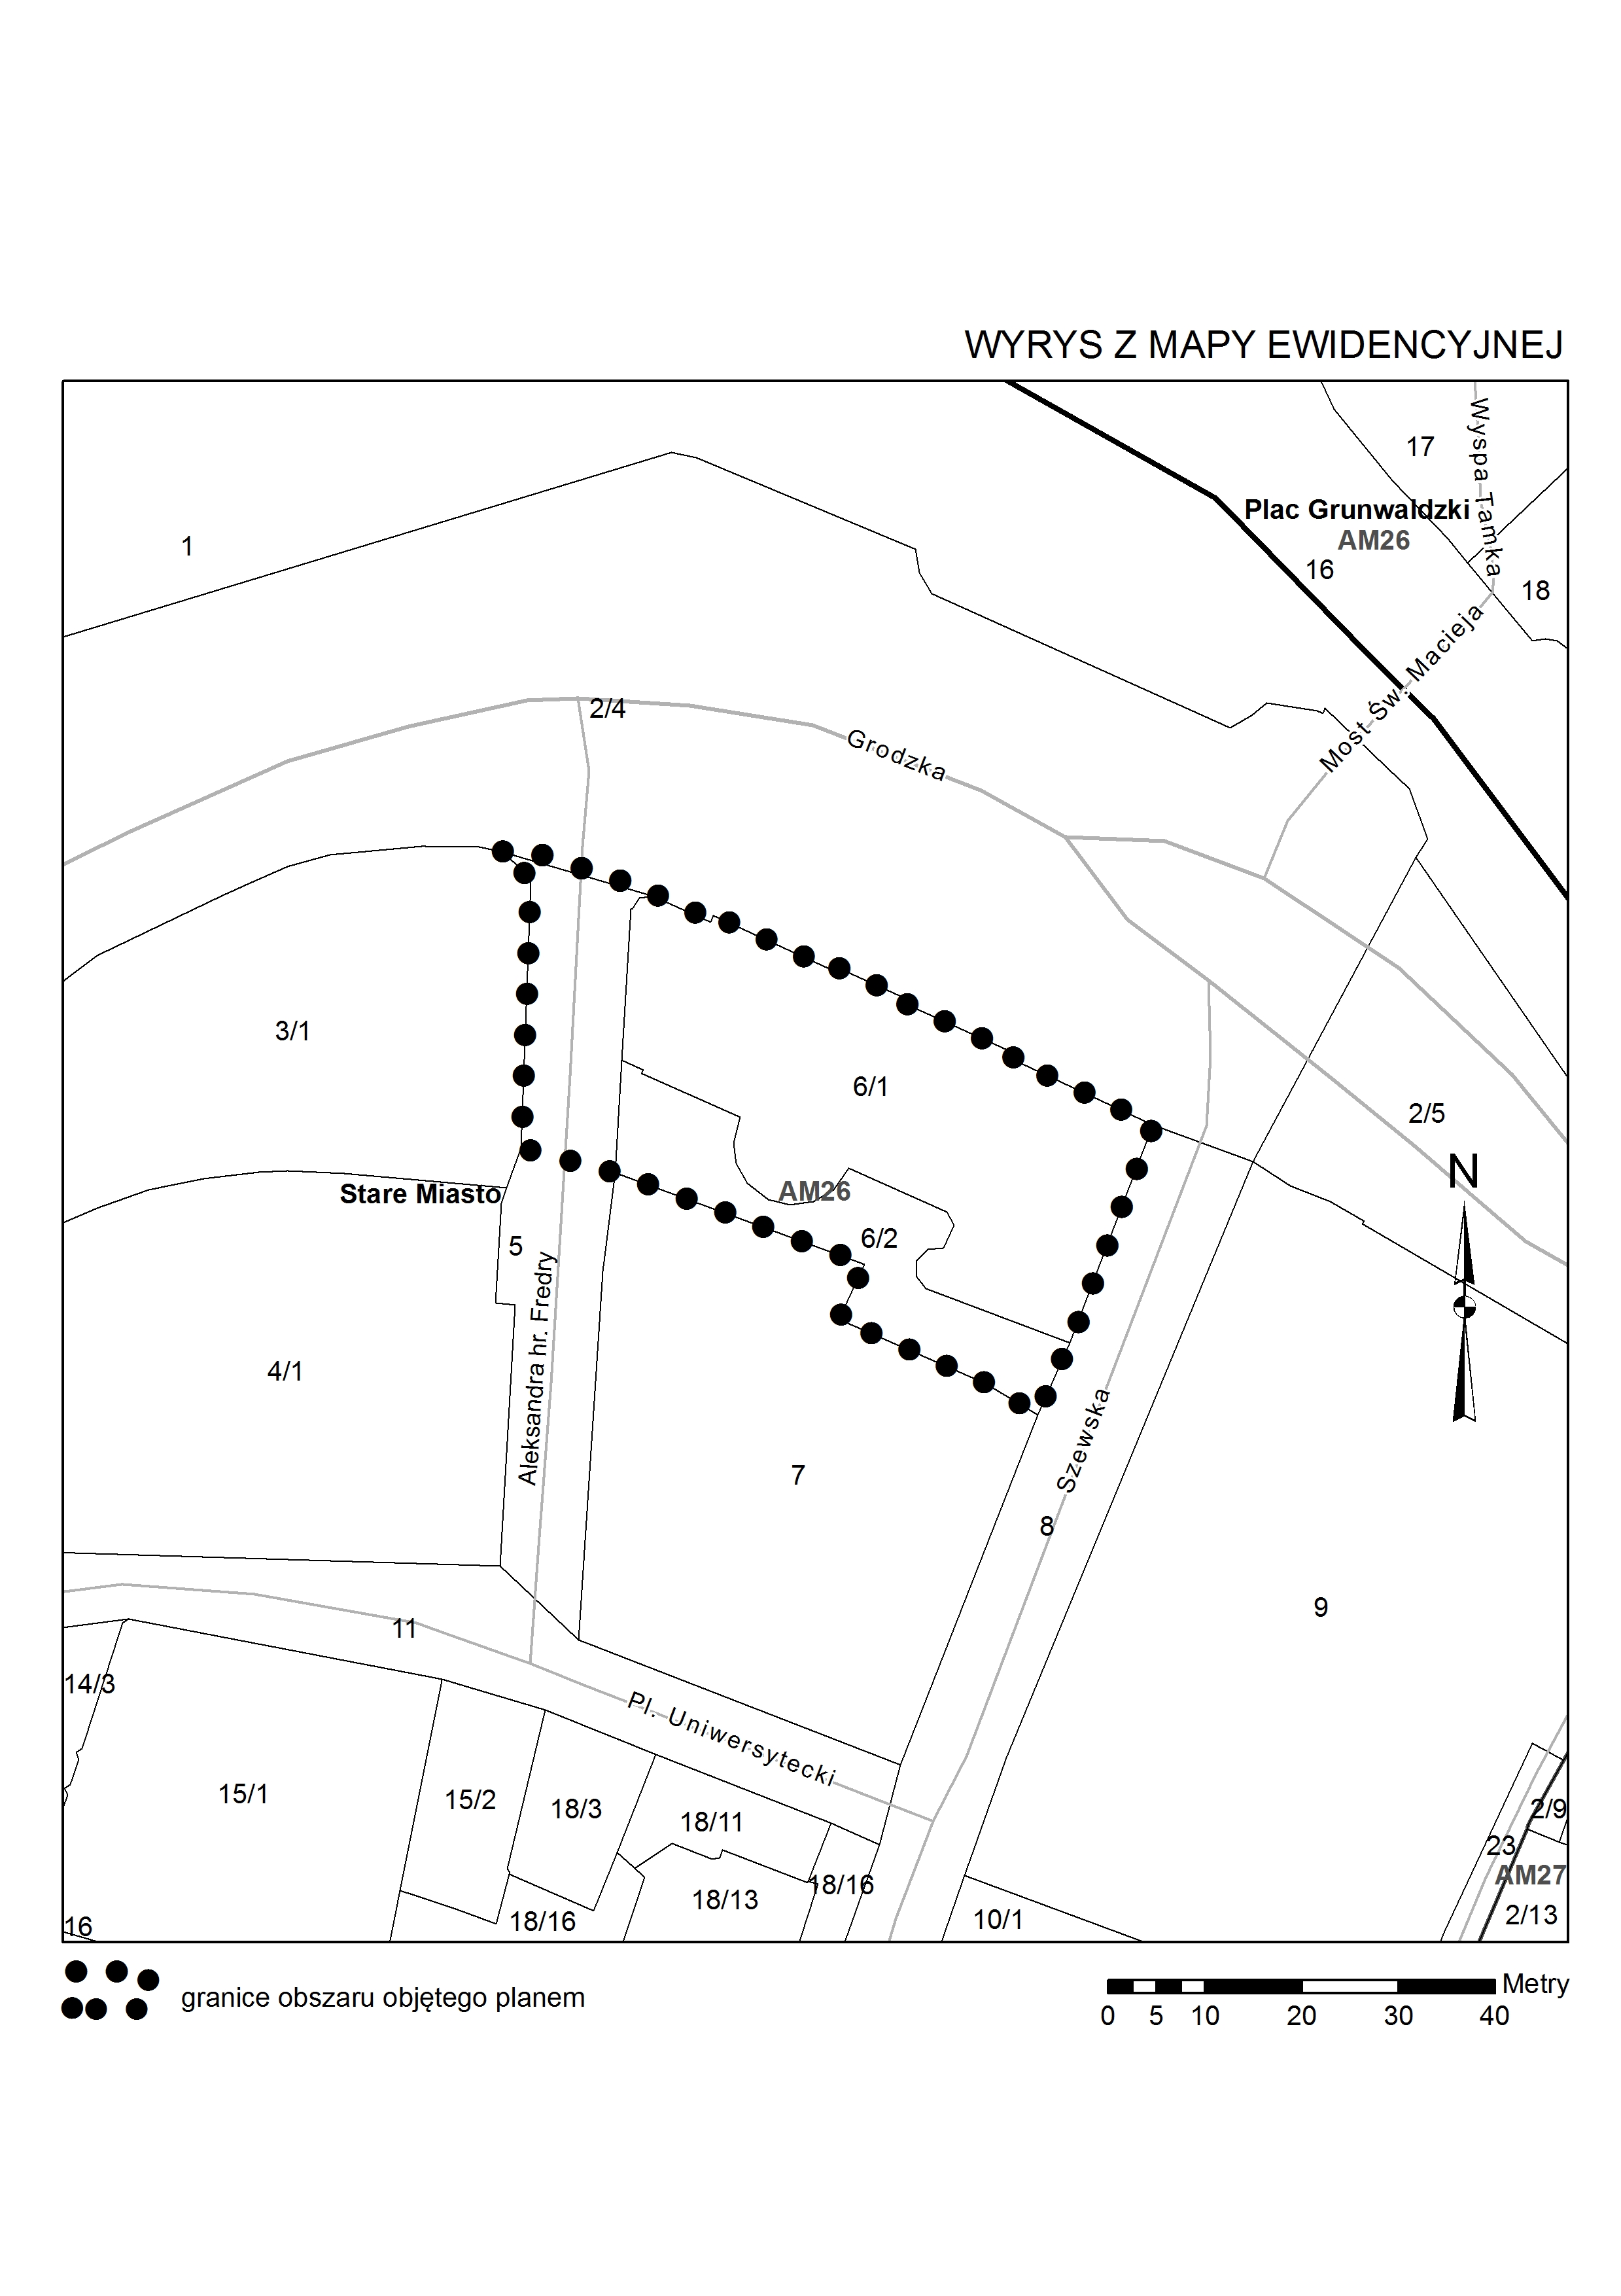 WYRYS Z MAPY EWIDENCYJNEJ
17
Wyspa Tamka
Plac Grunwaldzki
AM26
1
16
18
Most Św. Macieja
2/4
Grodzka
3/1
6/1
2/5
N
Stare Miasto
AM26
6/2
5
Aleksandra hr. Fredry
4/1
7
Szewska
8
9
11
14/3
Pl. Uniwersytecki
15/1
15/2
18/3
18/11
2/9
23
AM27
18/16
18/13
2/13
16
18/16
10/1
granice obszaru objętego planem
Metry
0 5 10 20 30 40